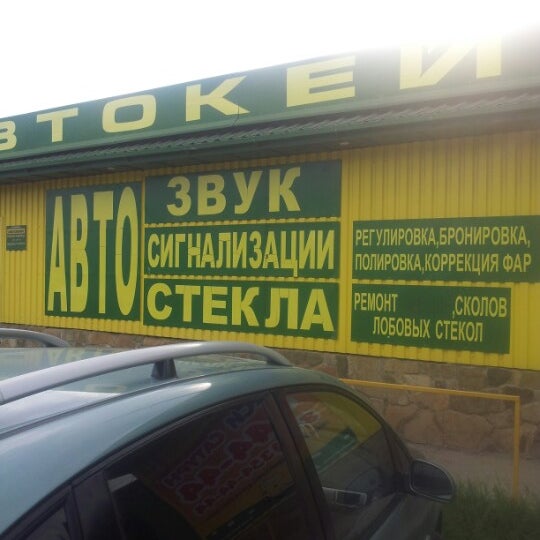 ВТОКЕЙ
АВТО
ЗВУК
СИГНАЛИЗАЦИИ
СТЕКЛА
РЕГУЛИРОВКА,БРОНИРОВКА,
ПОЛИРОВКА,КОРРЕКЦИЯ ФАР
РЕМОНТ ,СКОЛОВ
ЛОБОВЫХ СТЕКОЛ